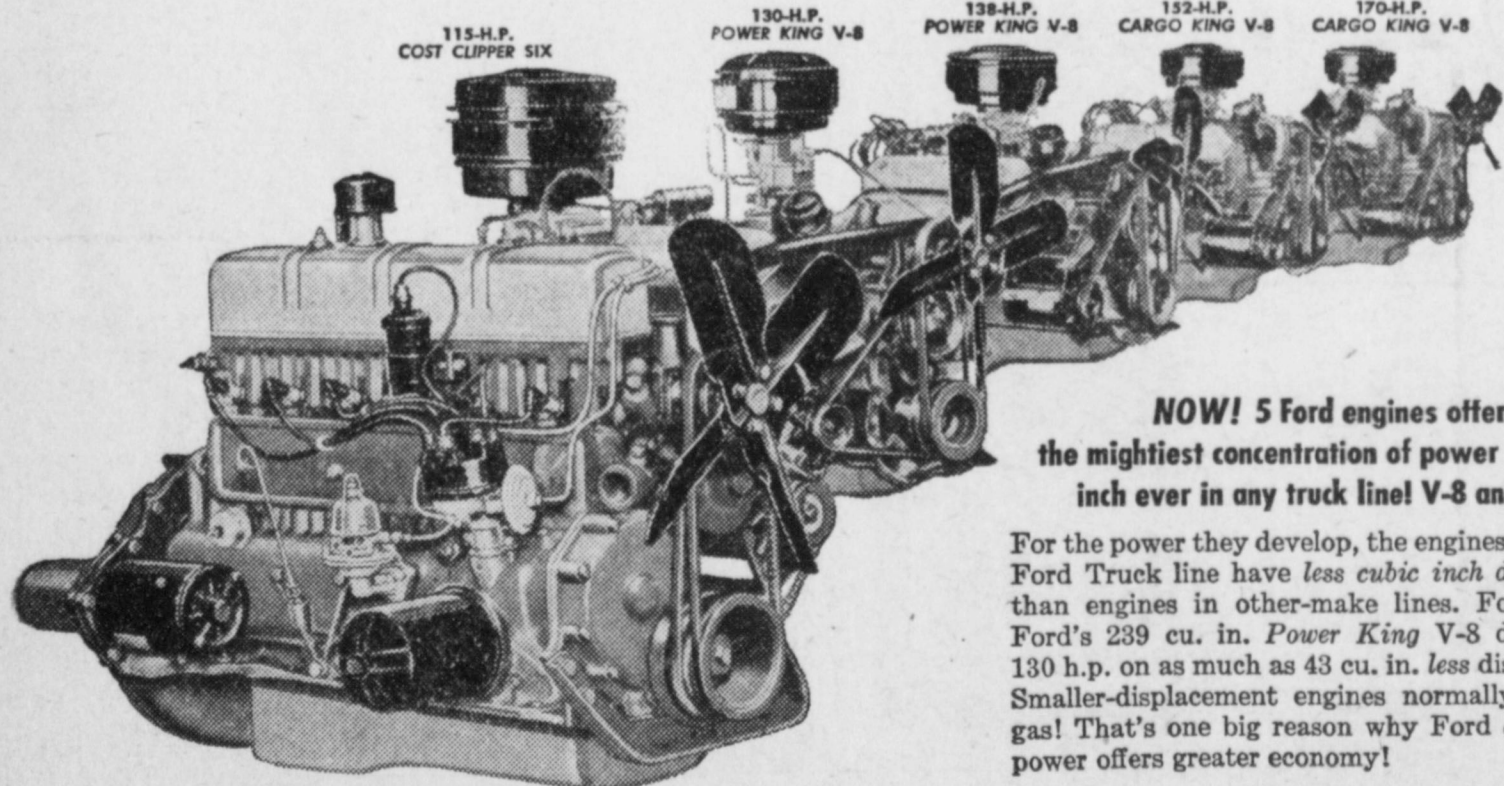 115-H.P.
COST CLIPPER SIX
130-H.P.
POWER KING V-8
138-H.P.
POWER KING V-8
152-H.P.
CARGO KING V-8
170-H.P.
CARGO KING V-8
NOW! 5 Ford engines offer
the mightiest concentration of power
inch ever in any truck line! V-8 an
For the power they develop, the engines
Ford Truck line have less cubic inch d
than engines in other-make lines. Fo
Ford's 239 cu. in. Power King V-8 d
130 h.p. on as much as 43 cu. in. less dis
Smaller-displacement engines normally
gas! That's one big reason why Ford
power offers greater economy!